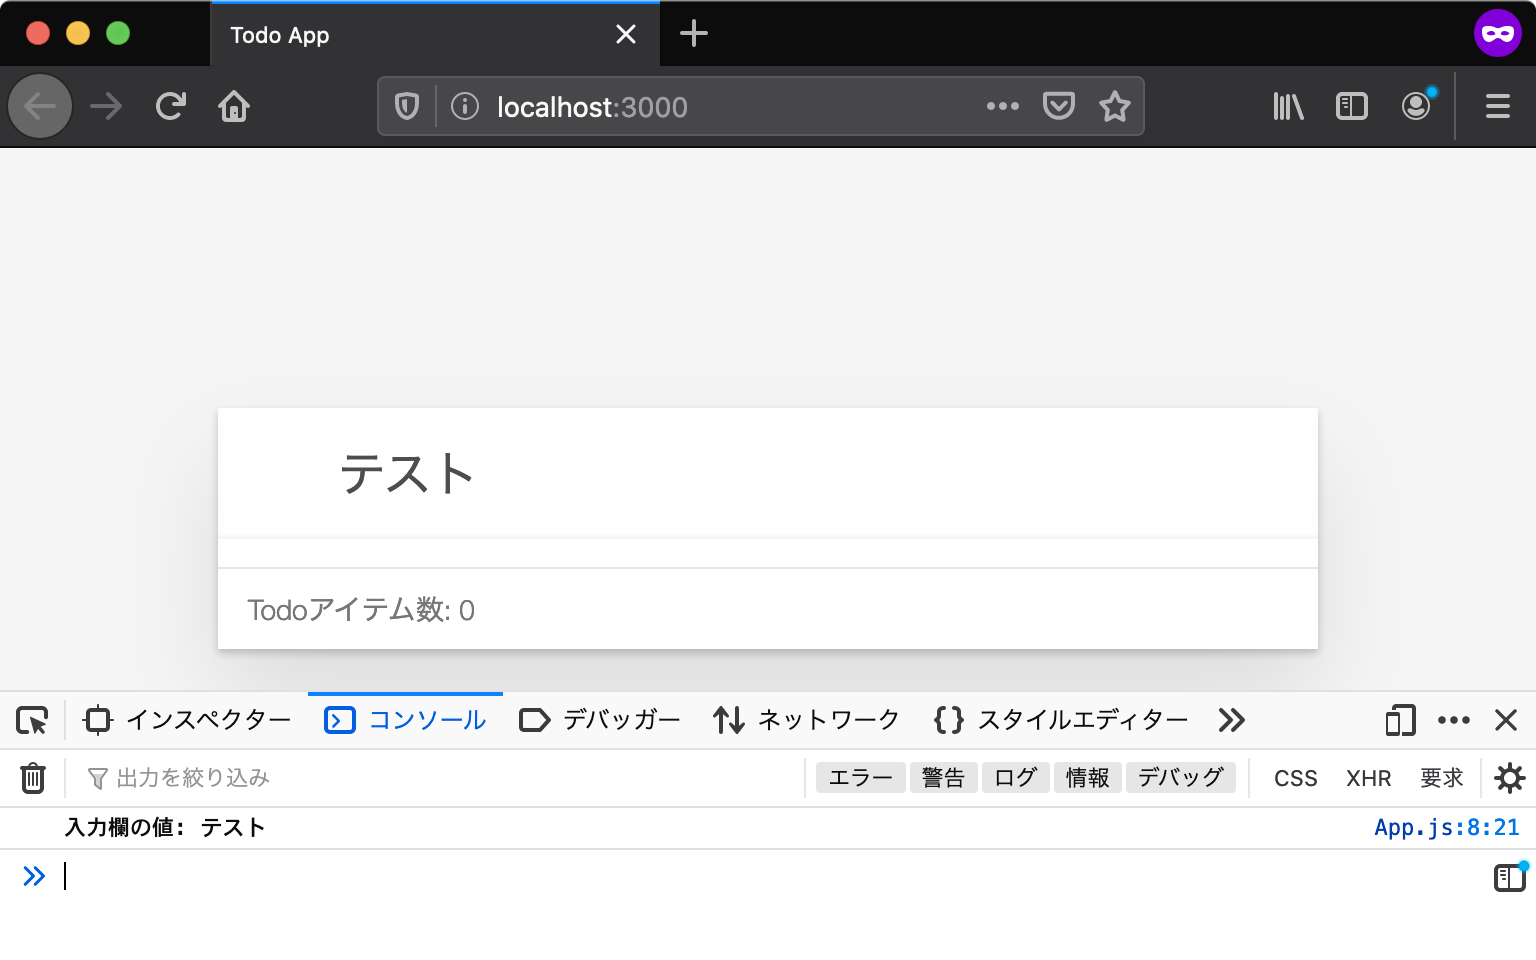 Todo App
localhost:3000
テスト
Todoアイテム数: 0
インスペクター コンソール デバッガー ネットワーク スタイルエディター
出力を絞り込み エラー 警告 ログ 情報 デバッグ CSS XHR 要求
入力欄の値: テスト App.js:8:21